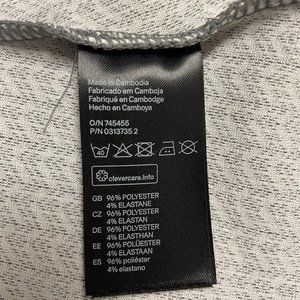 Made in Cambodia
Fabricado em Camboja
Fabriqué en Cambodge
Hecho en Camboya
O/N 745455
P/N 0313735 2
40
clevercare.info
GB 96% POLYESTER
4% ELASTANE
CZ 96% POLYESTER
4% ELASTAN
DE 96% POLYESTER
4% ELASTHAN
EE 96% POLÜESTER
4% ELASTAAN
ES 96% poliéster
4% elastano